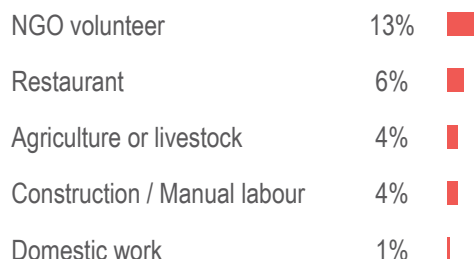 NGO volunteer 13%
Restaurant 6%
Agriculture or livestock 4%
Construction / Manual labour 4%
Domestic work 1%